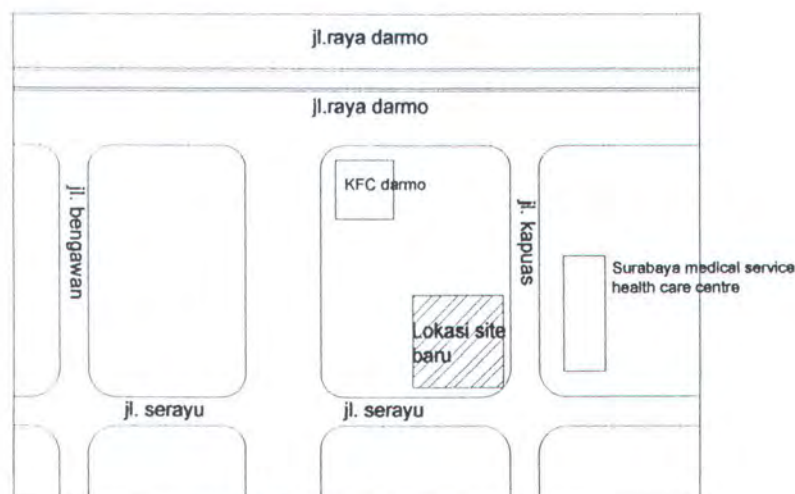 jl.raya darmo
jl.raya darmo
KFC darmo
jl. bengawan
jl. kapuas
Surabaya medical service
health care centre
Lokasi site
baru
jl. serayu
jl. serayu